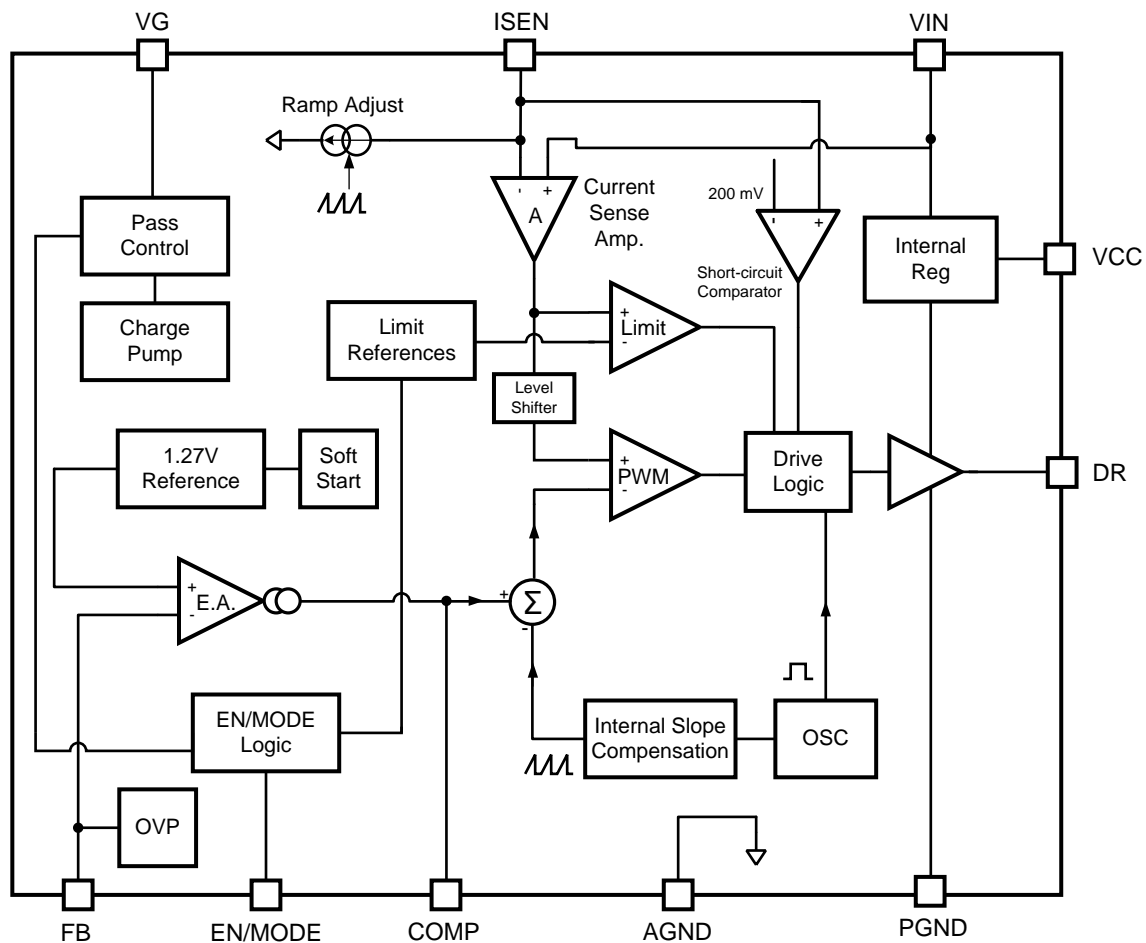 VG
ISEN
VIN
Ramp Adjust
- +
A
Current
Sense
Amp.
200 mV
- +
Pass
Control
Internal
Reg
VCC
Short-circuit
Comparator
Charge
Pump
Limit
References
+
Limit
-
Level
Shifter
1.27V
Reference
Soft
Start
+
PWM
-
Drive
Logic
DR
+
E.A.
-
+
Σ
-
EN/MODE
Logic
Internal Slope
Compensation
OSC
OVP
FB
EN/MODE
COMP
AGND
PGND